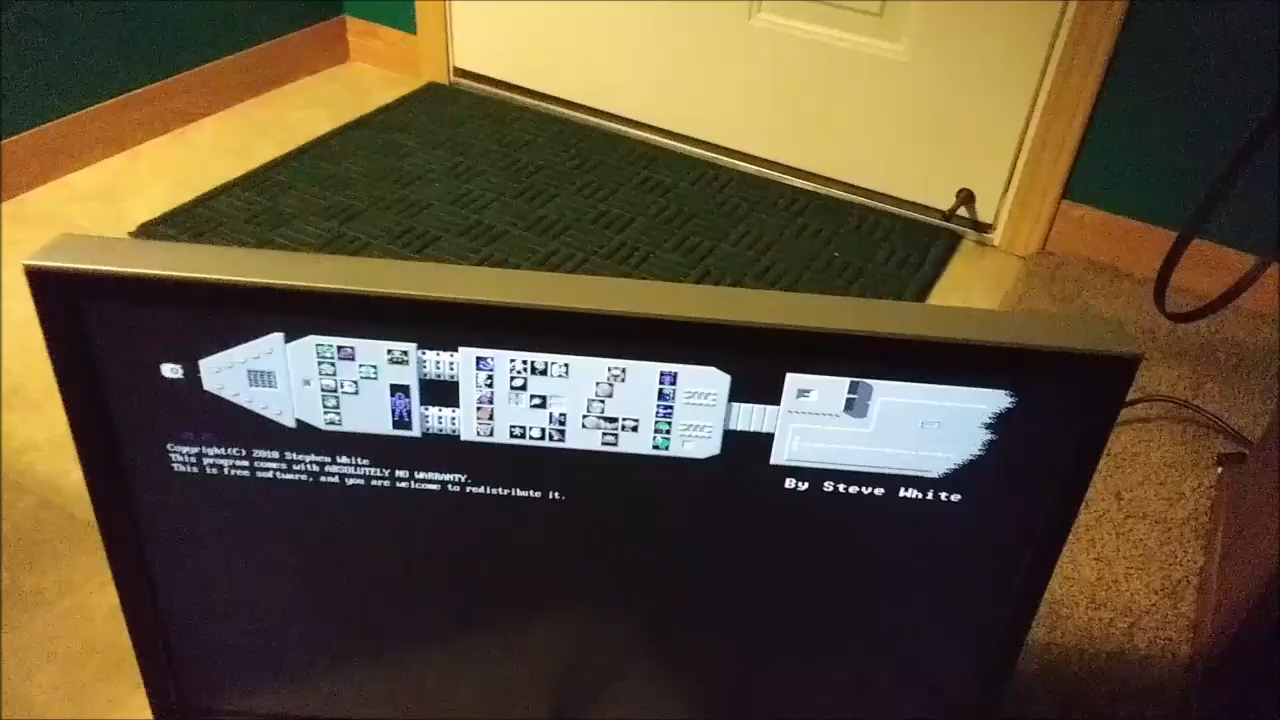 Copyright(C) 2010 Stephen White
This program comes with ABSOLUTELY NO WARRANTY.
This is free software, and you are welcome to redistribute it.
By Steve White